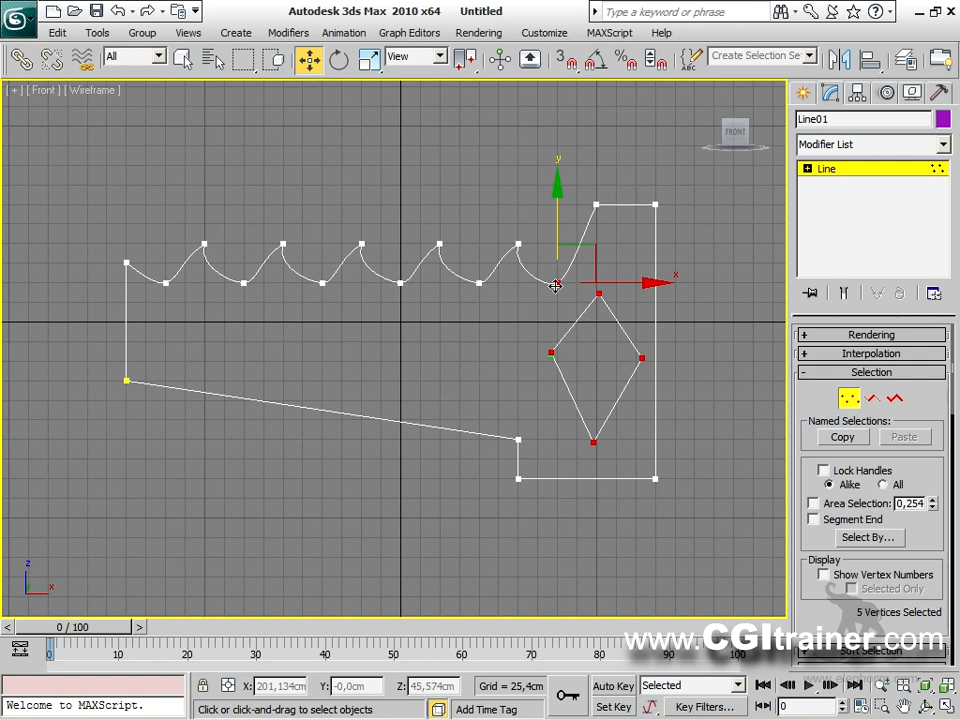 Autodesk 3ds Max 2010 x64 Untitled
Type a keyword or phrase
Edit Tools Group Views Create Modifiers Animation Graph Editors Rendering Customize MAXScript Help
All View 3 Create Selection Se
[ + ] [ Front ] [ Wireframe ]
FRONT
Line01
Modifier List
Line
y
x
Rendering
Interpolation
Selection
Named Selections:
Copy Paste
Lock Handles
Alike All
Area Selection: 0,254
Segment End
Select By...
Display
Show Vertex Numbers
Selected Only
5 Vertices Selected
Soft Selection
z
x
0 / 100
0 10 20 30 40 50 60 70 80 90 100
www.CGItrainer.com
X: 201,134cm Y: -0,0cm Z: 45,574cm Grid = 25,4cm Auto Key Selected
Welcome to MAXScript. Click or click-and-drag to select objects Add Time Tag Set Key Key Filters... 0